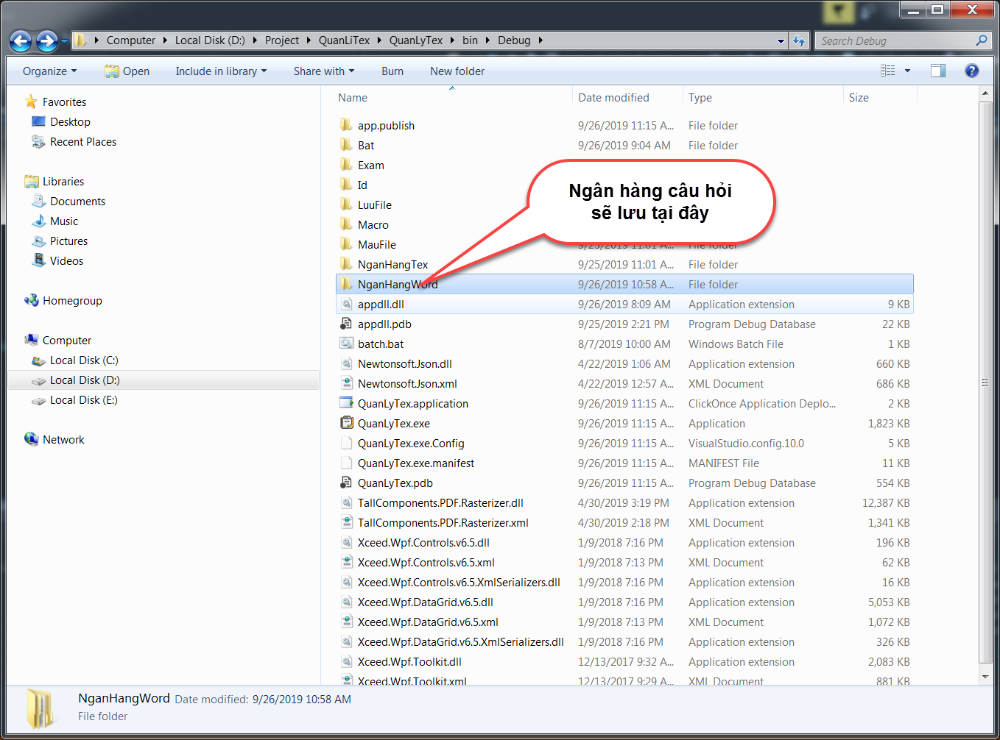 Computer Local Disk (D:) Project QuanLiTex QuanLyTex bin Debug
Search Debug
Organize Open Include in library Share with Burn New folder
Favorites
Desktop
Recent Places
Libraries
Documents
Music
Pictures
Videos
Homegroup
Computer
Local Disk (C:)
Local Disk (D:)
Local Disk (E:)
Network
Name Date modified Type Size
app.publish 9/26/2019 11:15 A... File folder
Bat 9/26/2019 9:04 AM File folder
Exam
Id
LuuFile
Macro
MauFile 9/25/2019 11:01 A... File folder
NganHangTex 9/25/2019 11:01 A... File folder
NganHangWord 9/26/2019 10:58 A... File folder
appdll.dll 9/26/2019 8:09 AM Application extension 9 KB
appdll.pdb 9/25/2019 2:21 PM Program Debug Database 22 KB
batch.bat 8/7/2019 10:00 AM Windows Batch File 1 KB
Newtonsoft.Json.dll 4/22/2019 1:06 AM Application extension 660 KB
Newtonsoft.Json.xml 4/22/2019 12:57 A... XML Document 686 KB
QuanLyTex.application 9/26/2019 11:15 A... ClickOnce Application Deplo... 2 KB
QuanLyTex.exe 9/26/2019 11:15 A... Application 1,823 KB
QuanLyTex.exe.Config 9/26/2019 11:15 A... VisualStudio.config.10.0 5 KB
QuanLyTex.exe.manifest 9/26/2019 11:15 A... MANIFEST File 11 KB
QuanLyTex.pdb 9/26/2019 11:15 A... Program Debug Database 554 KB
TallComponents.PDF.Rasterizer.dll 4/30/2019 3:19 PM Application extension 12,387 KB
TallComponents.PDF.Rasterizer.xml 4/30/2019 2:18 PM XML Document 1,341 KB
Xceed.Wpf.Controls.v6.5.dll 1/9/2018 7:16 PM Application extension 196 KB
Xceed.Wpf.Controls.v6.5.xml 1/9/2018 7:13 PM XML Document 62 KB
Xceed.Wpf.Controls.v6.5.XmlSerializers.dll 1/9/2018 7:16 PM Application extension 16 KB
Xceed.Wpf.DataGrid.v6.5.dll 1/9/2018 7:16 PM Application extension 5,053 KB
Xceed.Wpf.DataGrid.v6.5.xml 1/9/2018 7:13 PM XML Document 1,072 KB
Xceed.Wpf.DataGrid.v6.5.XmlSerializers.dll 1/9/2018 7:16 PM Application extension 326 KB
Xceed.Wpf.Toolkit.dll 12/13/2017 9:32 A... Application extension 2,083 KB
Xceed.Wpf.Toolkit.xml 12/13/2017 9:29 A... XML Document 881 KB
Ngân hàng câu hỏi
sẽ lưu tại đây
NganHangWord Date modified: 9/26/2019 10:58 AM
File folder